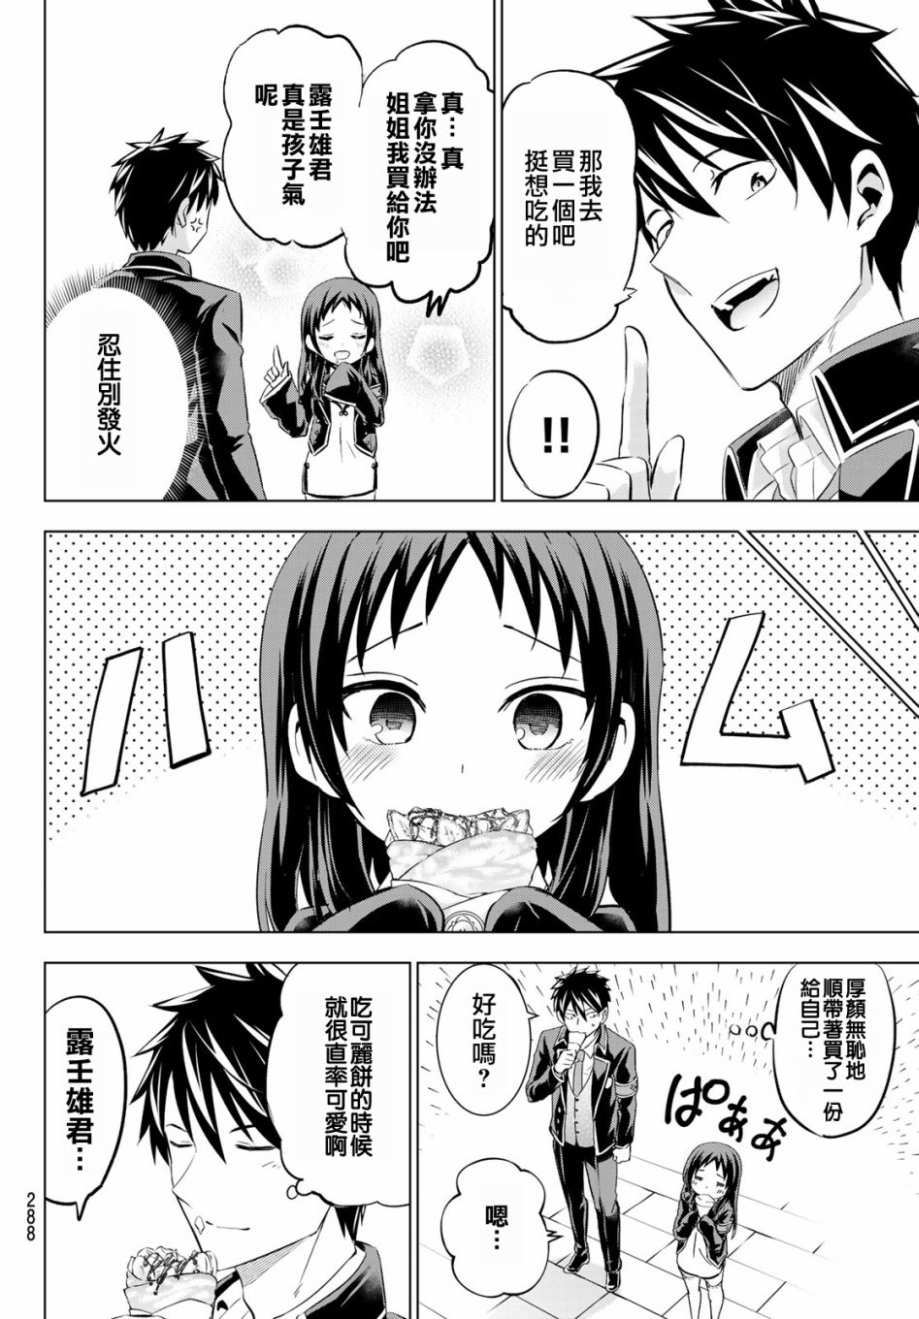 那我去
買一個吧
挺想吃的
!!
真…真
拿你沒辦法
姐姐我買給你吧
露壬雄君
真是孩子氣
呢
忍住別發火
ハム
厚顏無恥地
順帶著買了一份
給自己…
好吃嗎?
ぱああ
嗯…
吃可麗餅的時候
就很直率可愛啊
露壬雄君…
288